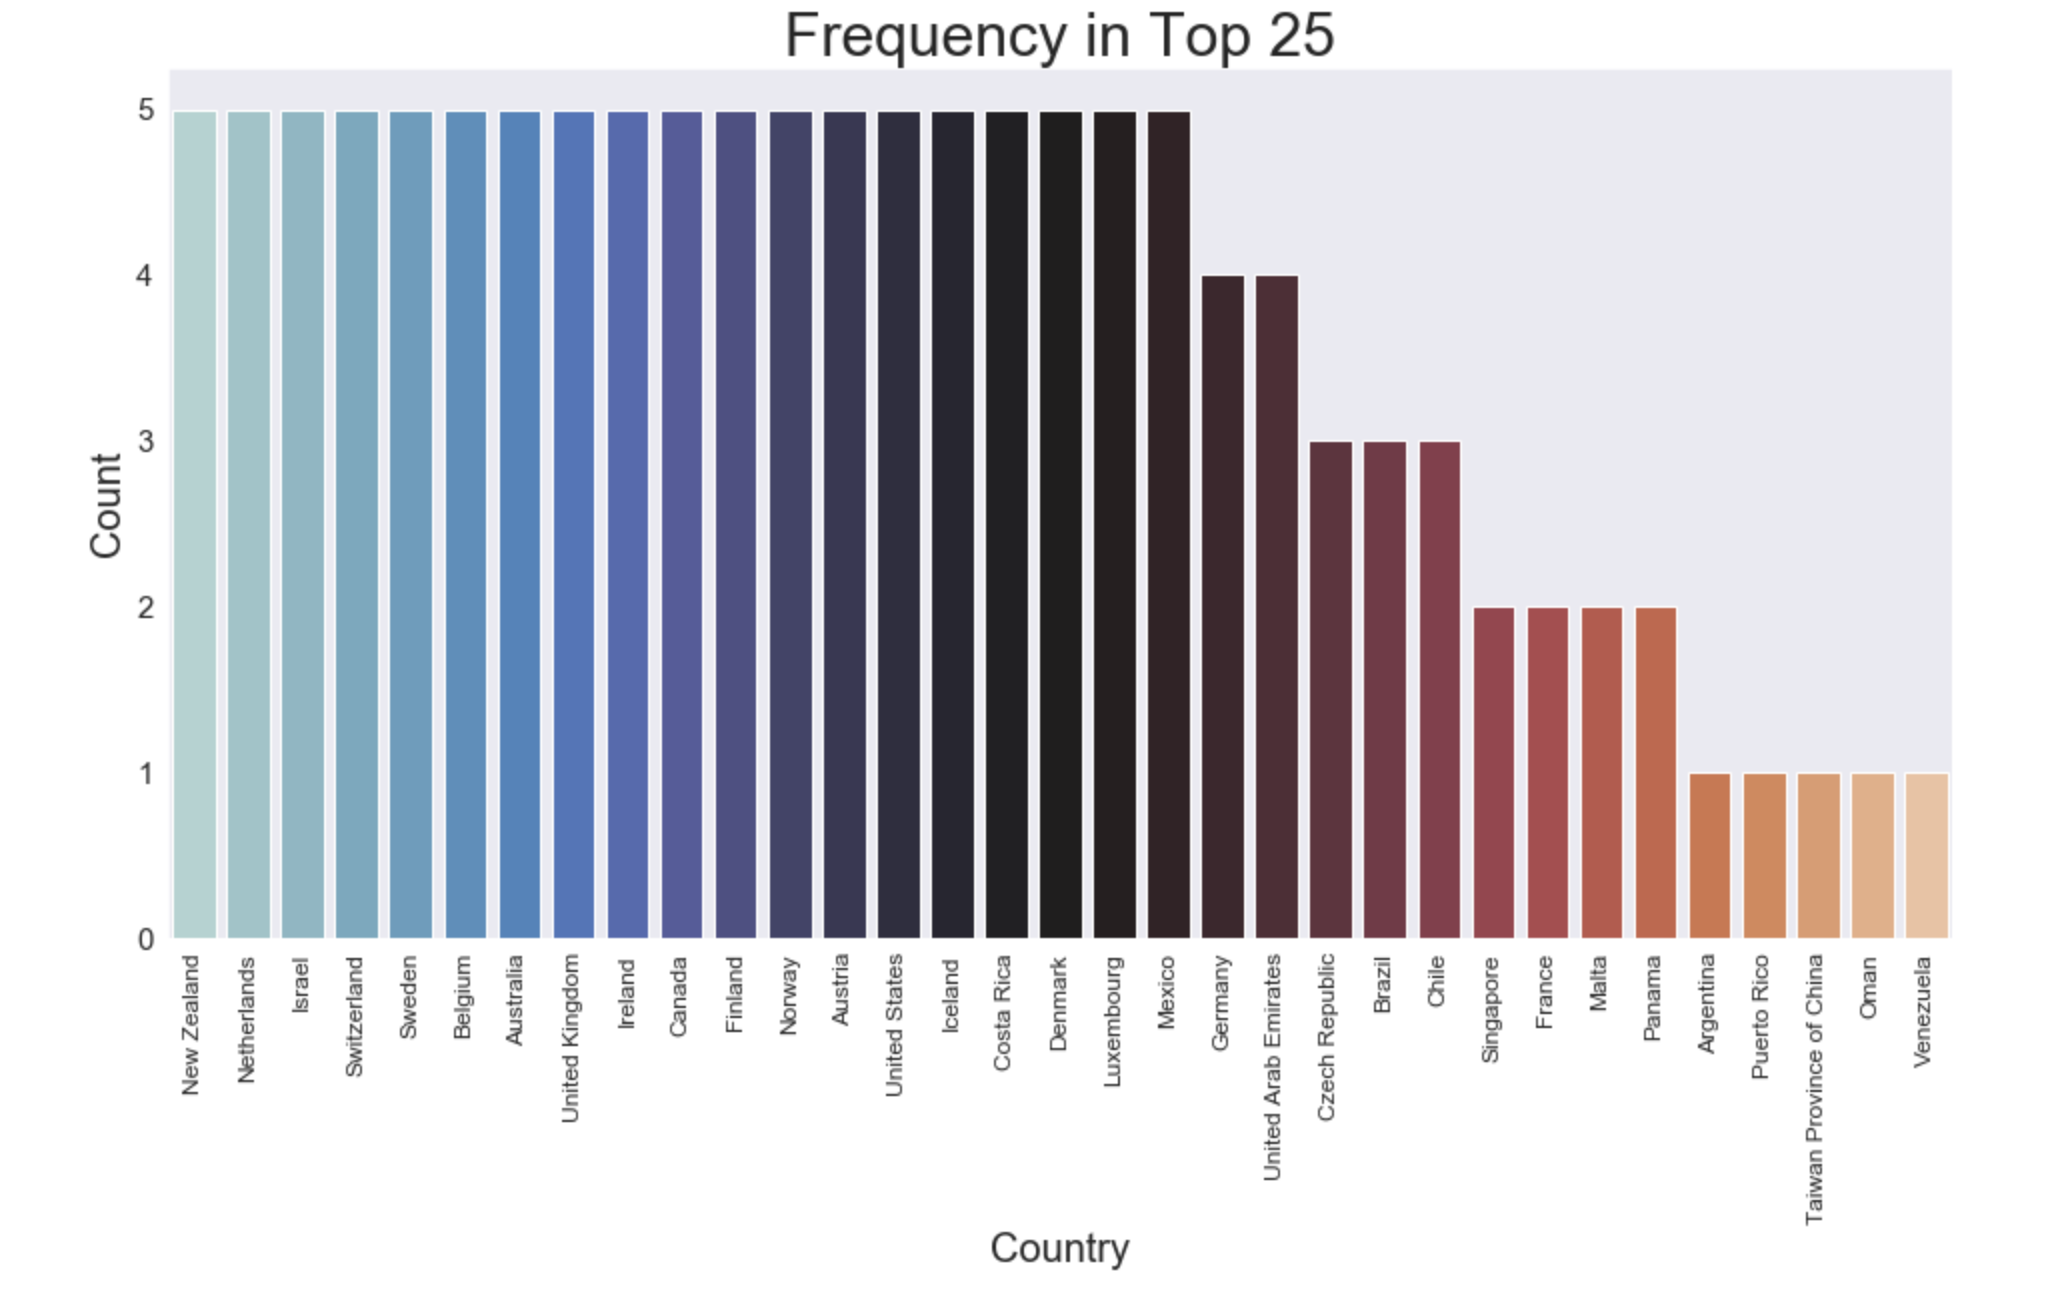 Frequency in Top 25
5
4
3
2
1
0
Count
New Zealand
Netherlands
Israel
Switzerland
Sweden
Belgium
Australia
United Kingdom
Ireland
Canada
Finland
Norway
Austria
United States
Iceland
Costa Rica
Denmark
Luxembourg
Mexico
Germany
United Arab Emirates
Czech Republic
Brazil
Chile
Singapore
France
Malta
Panama
Argentina
Puerto Rico
Taiwan Province of China
Oman
Venezuela
Country